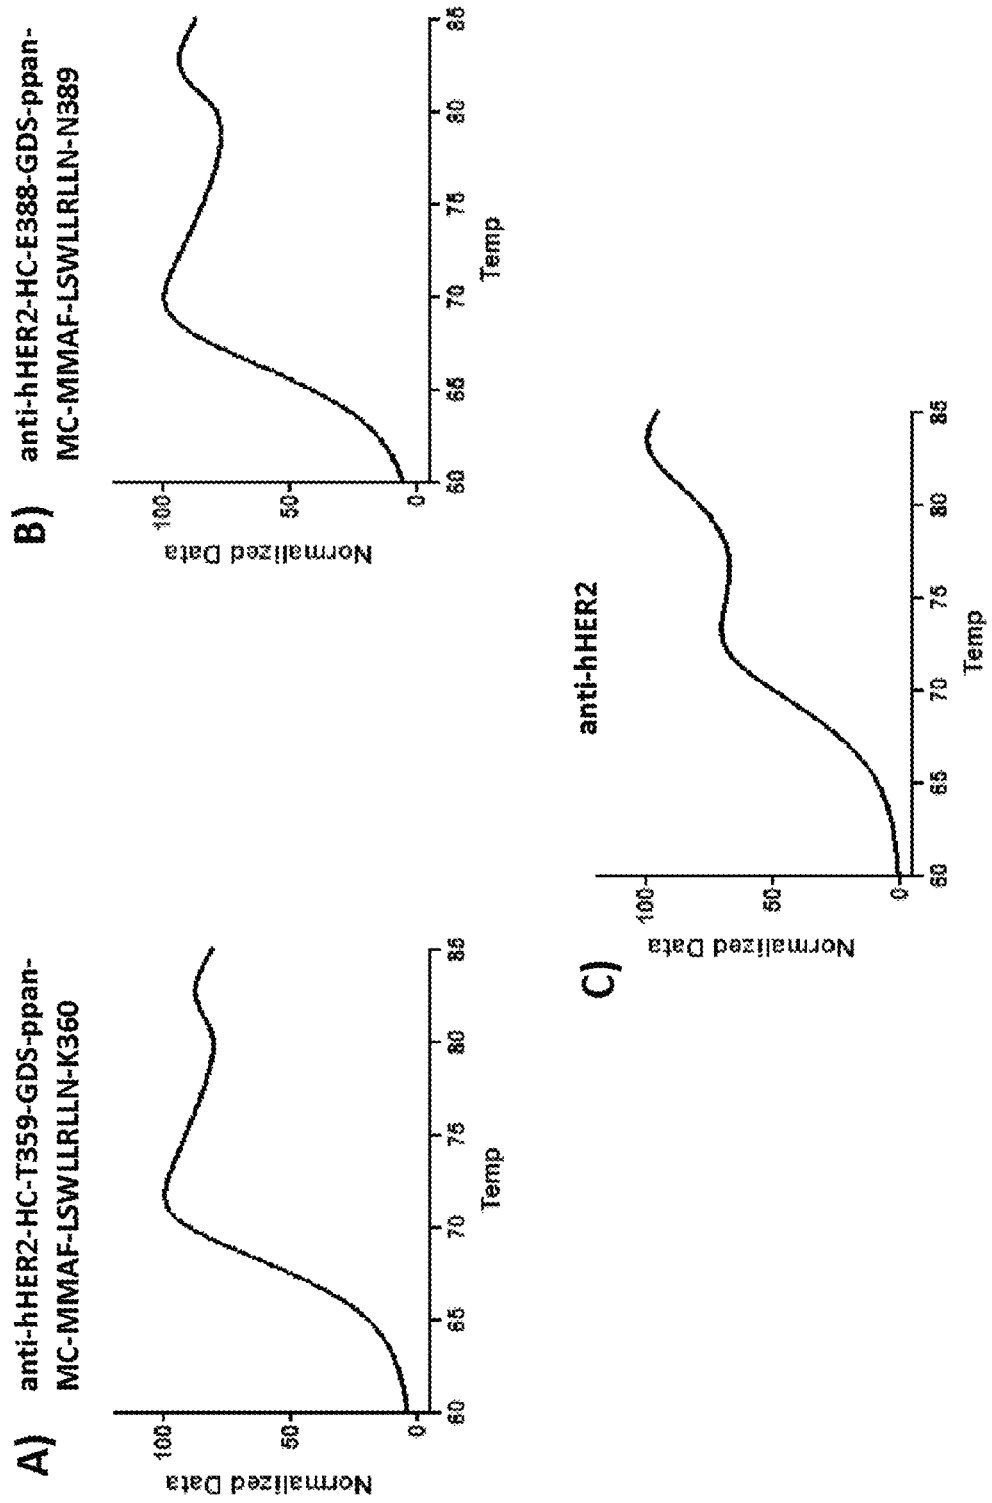 A)
anti-hHER2-HC-T359-GDS-ppan-
MC-MMAF-LSWLLRLLN-K360
Normalized Data
100
50
0
60 65 70 75 80 85
Temp
B)
anti-hHER2-HC-E388-GDS-ppan-
MC-MMAF-LSWLLRLLN-N389
Normalized Data
100
50
0
60 65 70 75 80 85
Temp
C)
anti-hHER2
Normalized Data
100
50
0
60 65 70 75 80 85
Temp